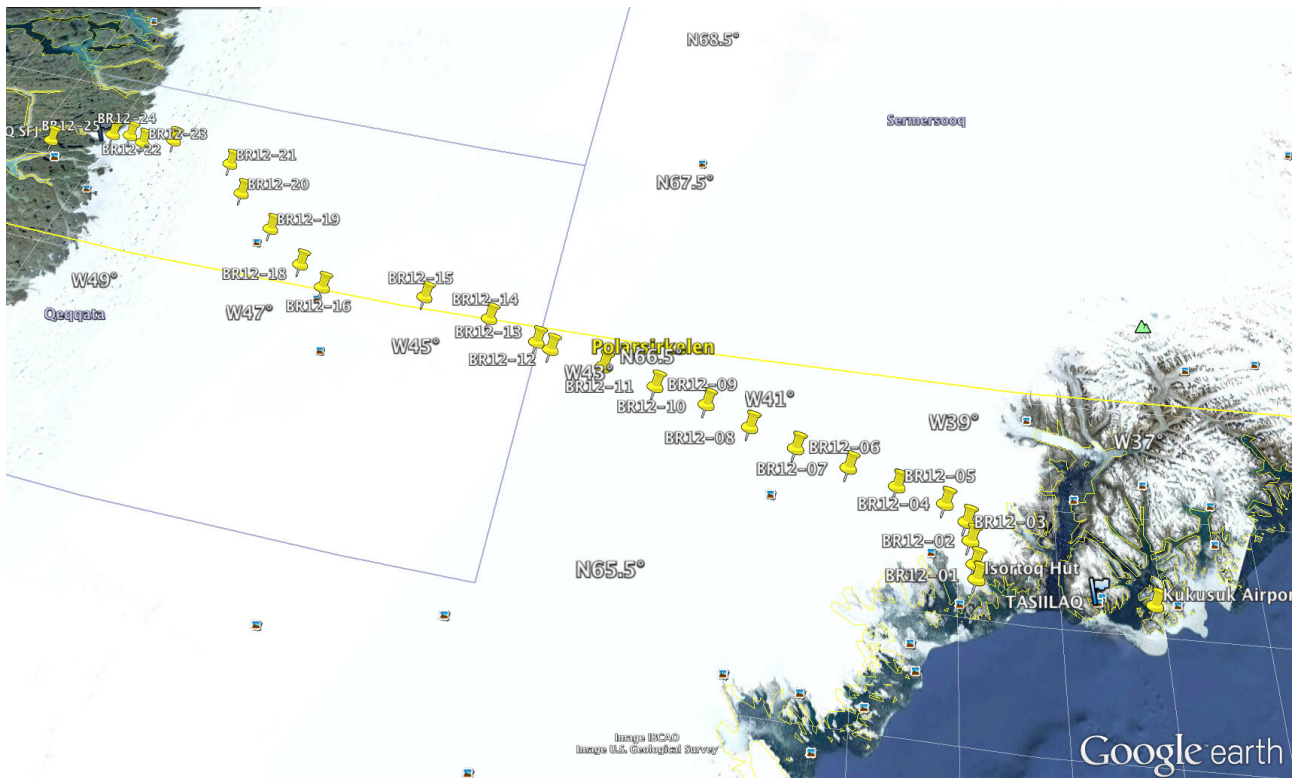 N68.5°
Sermersooq
BR12-24
Q SFJ
BR12-25
BR12-23
BR12-22
BR12-21
N67.5°
BR12-20
BR12-19
BR12-18
W49°
BR12-15
BR12-16
BR12-14
Qeqqata
W47°
BR12-13
W45°
Polarsirkelen
N66.5°
BR12-12
W43°
BR12-11
BR12-09
BR12-10
W41°
W39°
BR12-08
W37°
BR12-06
BR12-07
BR12-05
BR12-04
BR12-03
BR12-02
N65.5°
Isortoq Hut
BR12-01
TASIILAQ
Kukusuk Airpor
Image IBCAO
Image U.S. Geological Survey
Google earth